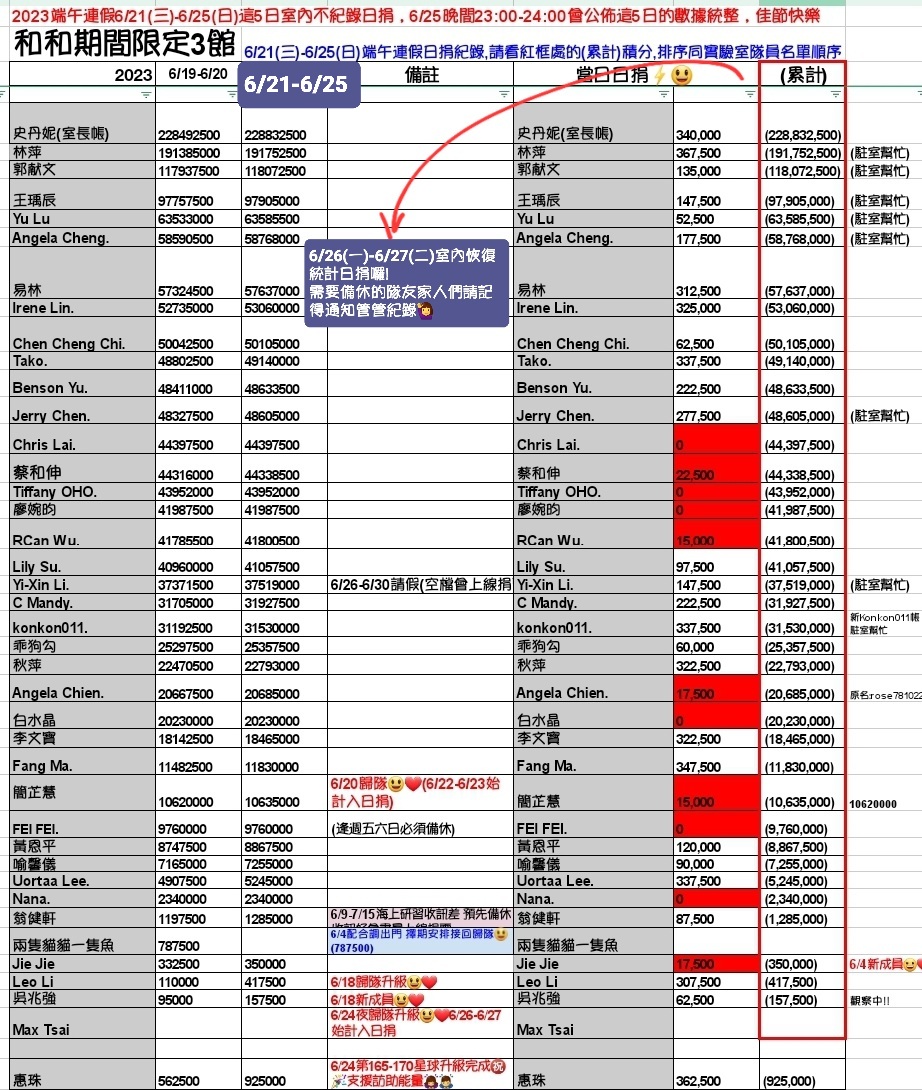 2023端午連假6/21(三)-6/25(日)這5日室內不紀錄日捐，6/25晚間23:00-24:00會公佈這5日的數據統整，佳節快樂
和和期間限定3館 6/21(三)-6/25(日)端午連假日捐紀錄,請看紅框處的(累計)積分,排序同實驗室隊員名單順序
2023 6/19-6/20 6/21-6/25 備註 當日日捐⚡😃 (累計)
史丹妮(室長帳) 228492500 228832500 史丹妮(室長帳) 340,000 (228,832,500)
林萍 191385000 191752500 林萍 367,500 (191,752,500) (駐室幫忙)
郭献文 117937500 118072500 郭献文 135,000 (118,072,500) (駐室幫忙)
王瑀辰 97757500 97905000 王瑀辰 147,500 (97,905,000) (駐室幫忙)
Yu Lu 63533000 63585500 Yu Lu 52,500 (63,585,500) (駐室幫忙)
Angela Cheng. 58590500 58768000 Angela Cheng. 177,500 (58,768,000) (駐室幫忙)
6/26(一)-6/27(二)室內恢復
統計日捐囉!
需要備休的隊友家人們請記
得通知管管紀錄🙋‍♀️
易林 57324500 57637000 易林 312,500 (57,637,000)
Irene Lin. 52735000 53060000 Irene Lin. 325,000 (53,060,000)
Chen Cheng Chi. 50042500 50105000 Chen Cheng Chi. 62,500 (50,105,000)
Tako. 48802500 49140000 Tako. 337,500 (49,140,000)
Benson Yu. 48411000 48633500 Benson Yu. 222,500 (48,633,500)
Jerry Chen. 48327500 48605000 Jerry Chen. 277,500 (48,605,000) (駐室幫忙)
Chris Lai. 44397500 44397500 Chris Lai. 0 (44,397,500)
蔡和伸 44316000 44338500 蔡和伸 22,500 (44,338,500)
Tiffany OHO. 43952000 43952000 Tiffany OHO. 0 (43,952,000)
廖婉昀 41987500 41987500 廖婉昀 0 (41,987,500)
RCan Wu. 41785500 41800500 RCan Wu. 15,000 (41,800,500)
Lily Su. 40960000 41057500 Lily Su. 97,500 (41,057,500)
Yi-Xin Li. 37371500 37519000 6/26-6/30請假(空檔會上線捐 Yi-Xin Li. 147,500 (37,519,000) (駐室幫忙)
C Mandy. 31705000 31927500 C Mandy. 222,500 (31,927,500)
konkon011. 31192500 31530000 konkon011. 337,500 (31,530,000) 新Konkon011帳
駐室幫忙
乖狗勾 25297500 25357500 乖狗勾 60,000 (25,357,500)
秋萍 22470500 22793000 秋萍 322,500 (22,793,000)
Angela Chien. 20667500 20685000 Angela Chien. 17,500 (20,685,000) 原名rose781022
白水晶 20230000 20230000 白水晶 0 (20,230,000)
李文寶 18142500 18465000 李文寶 322,500 (18,465,000)
Fang Ma. 11482500 11830000 Fang Ma. 347,500 (11,830,000)
簡芷慧 10620000 10635000 6/20歸隊😃❤️(6/22-6/23始
計入日捐) 簡芷慧 15,000 (10,635,000) 10620000
FEI FEI. 9760000 9760000 (逢週五六日必須備休) FEI FEI. 0 (9,760,000)
黃恩平 8747500 8867500 黃恩平 120,000 (8,867,500)
喻馨儀 7165000 7255000 喻馨儀 90,000 (7,255,000)
Uortaa Lee. 4907500 5245000 Uortaa Lee. 337,500 (5,245,000)
Nana. 2340000 2340000 Nana. 0 (2,340,000)
翁健軒 1197500 1285000 6/9-7/15海上研習收訊差 預先備休 翁健軒 87,500 (1,285,000)
兩隻貓貓一隻魚 787500 6/4配合調出門 擇期安排接回歸隊😃
(787500) 兩隻貓貓一隻魚
Jie Jie 332500 350000 Jie Jie 17,500 (350,000) 6/4新成員😃❤️
Leo Li 110000 417500 6/18歸隊升級😃❤️ Leo Li 307,500 (417,500)
吳兆強 95000 157500 6/18新成員😃❤️ 吳兆強 62,500 (157,500) 觀察中!!
Max Tsai 6/24夜歸隊升級😃❤️6/26-6/27
始計入日捐 Max Tsai
惠珠 562500 925000 6/24第165-170星球升級完成㊗️
🎉支援訪助能量 惠珠 362,500 (925,000)